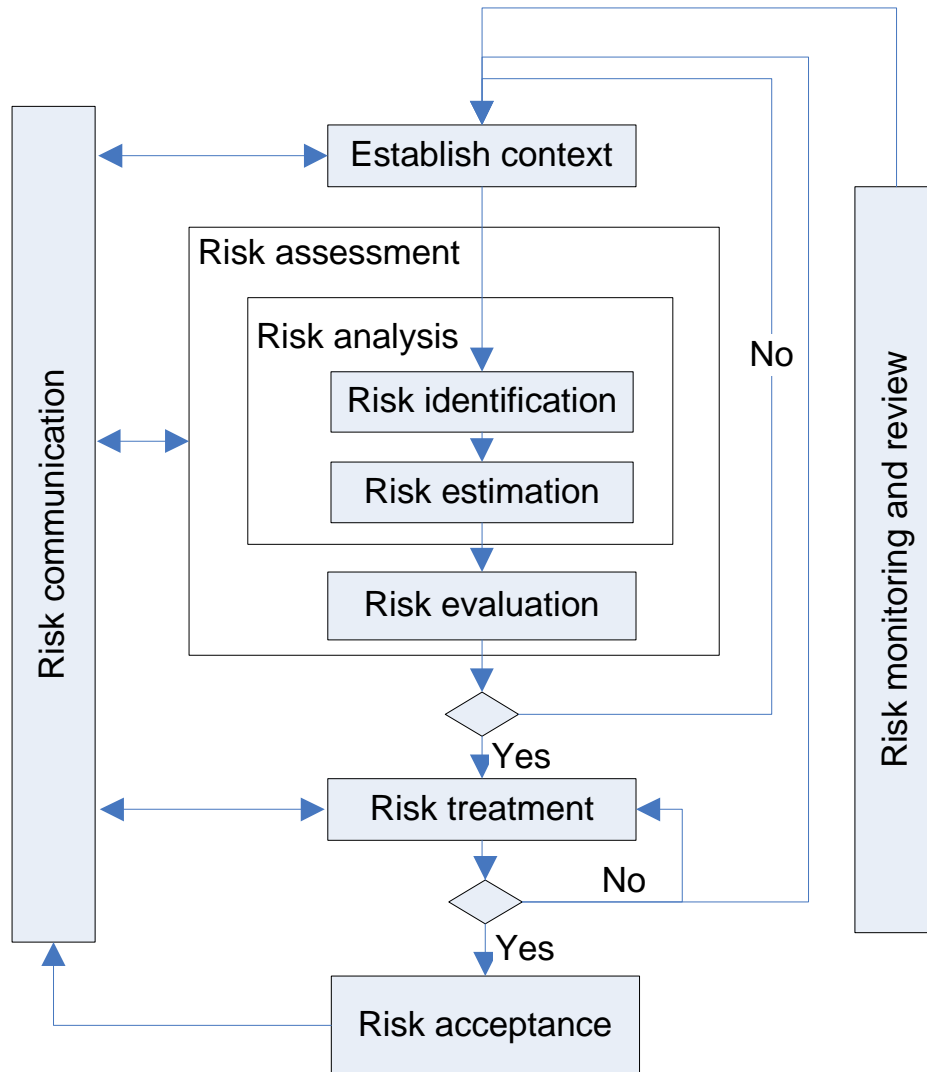 Establish context
Risk assessment
Risk analysis
No
Risk identification
Risk estimation
Risk evaluation
Yes
Risk treatment
No
Yes
Risk acceptance
Risk communication
Risk monitoring and review